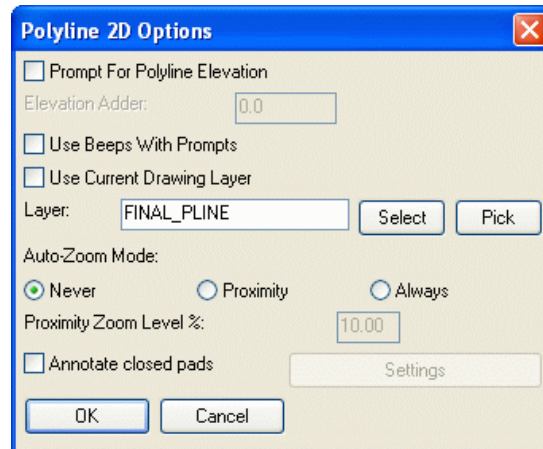 Polyline 2D Options
Prompt For Polyline Elevation
Elevation Adder: 0.0
Use Beeps With Prompts
Use Current Drawing Layer
Layer: FINAL_PLINE Select Pick
Auto-Zoom Mode:
Never Proximity Always
Proximity Zoom Level %: 10.00
Annotate closed pads Settings
OK Cancel